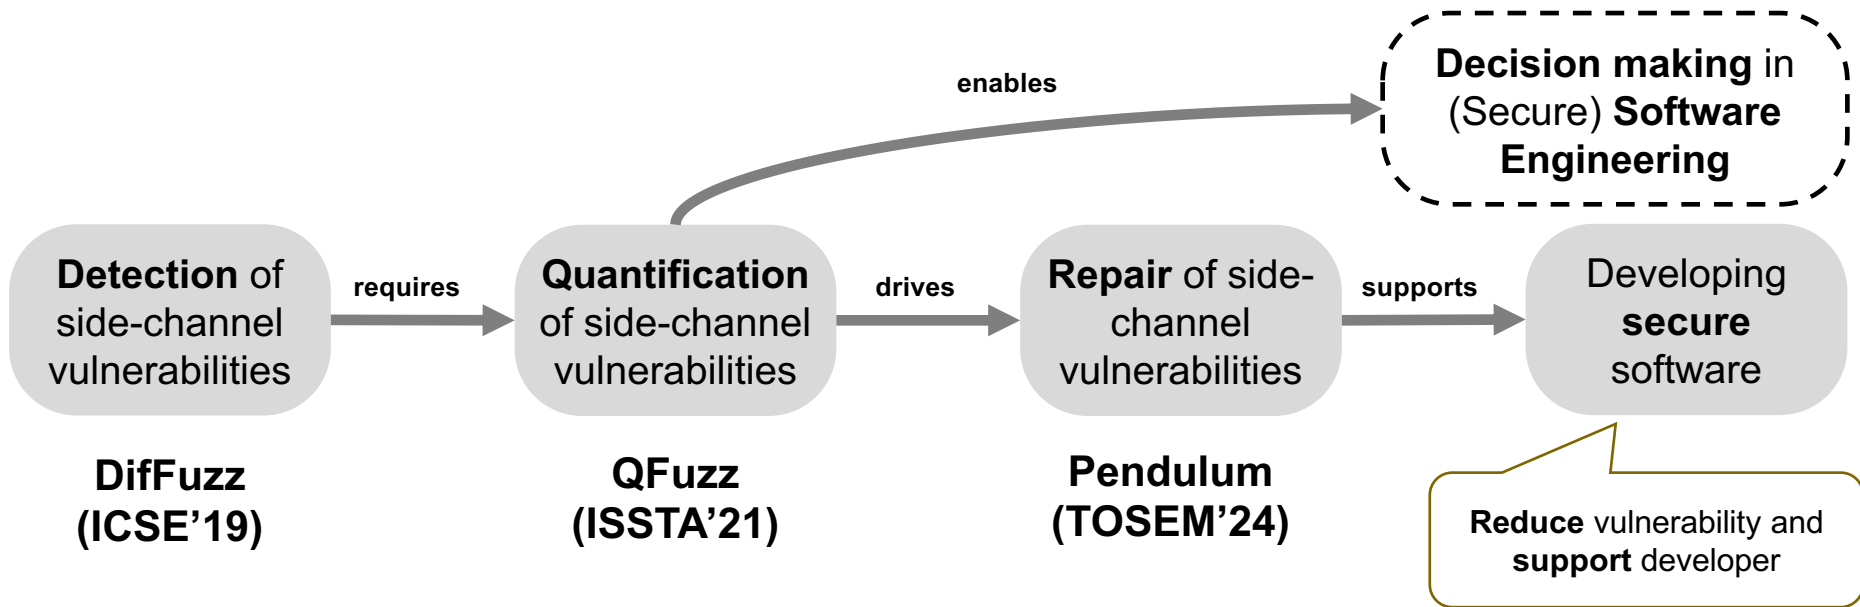 enables
Decision making in
(Secure) Software
Engineering
Detection of
side-channel
vulnerabilities
requires
Quantification
of side-channel
vulnerabilities
drives
Repair of side-
channel
vulnerabilities
supports
Developing
secure
software
DifFuzz
(ICSE’19)
QFuzz
(ISSTA’21)
Pendulum
(TOSEM’24)
Reduce vulnerability and
support developer